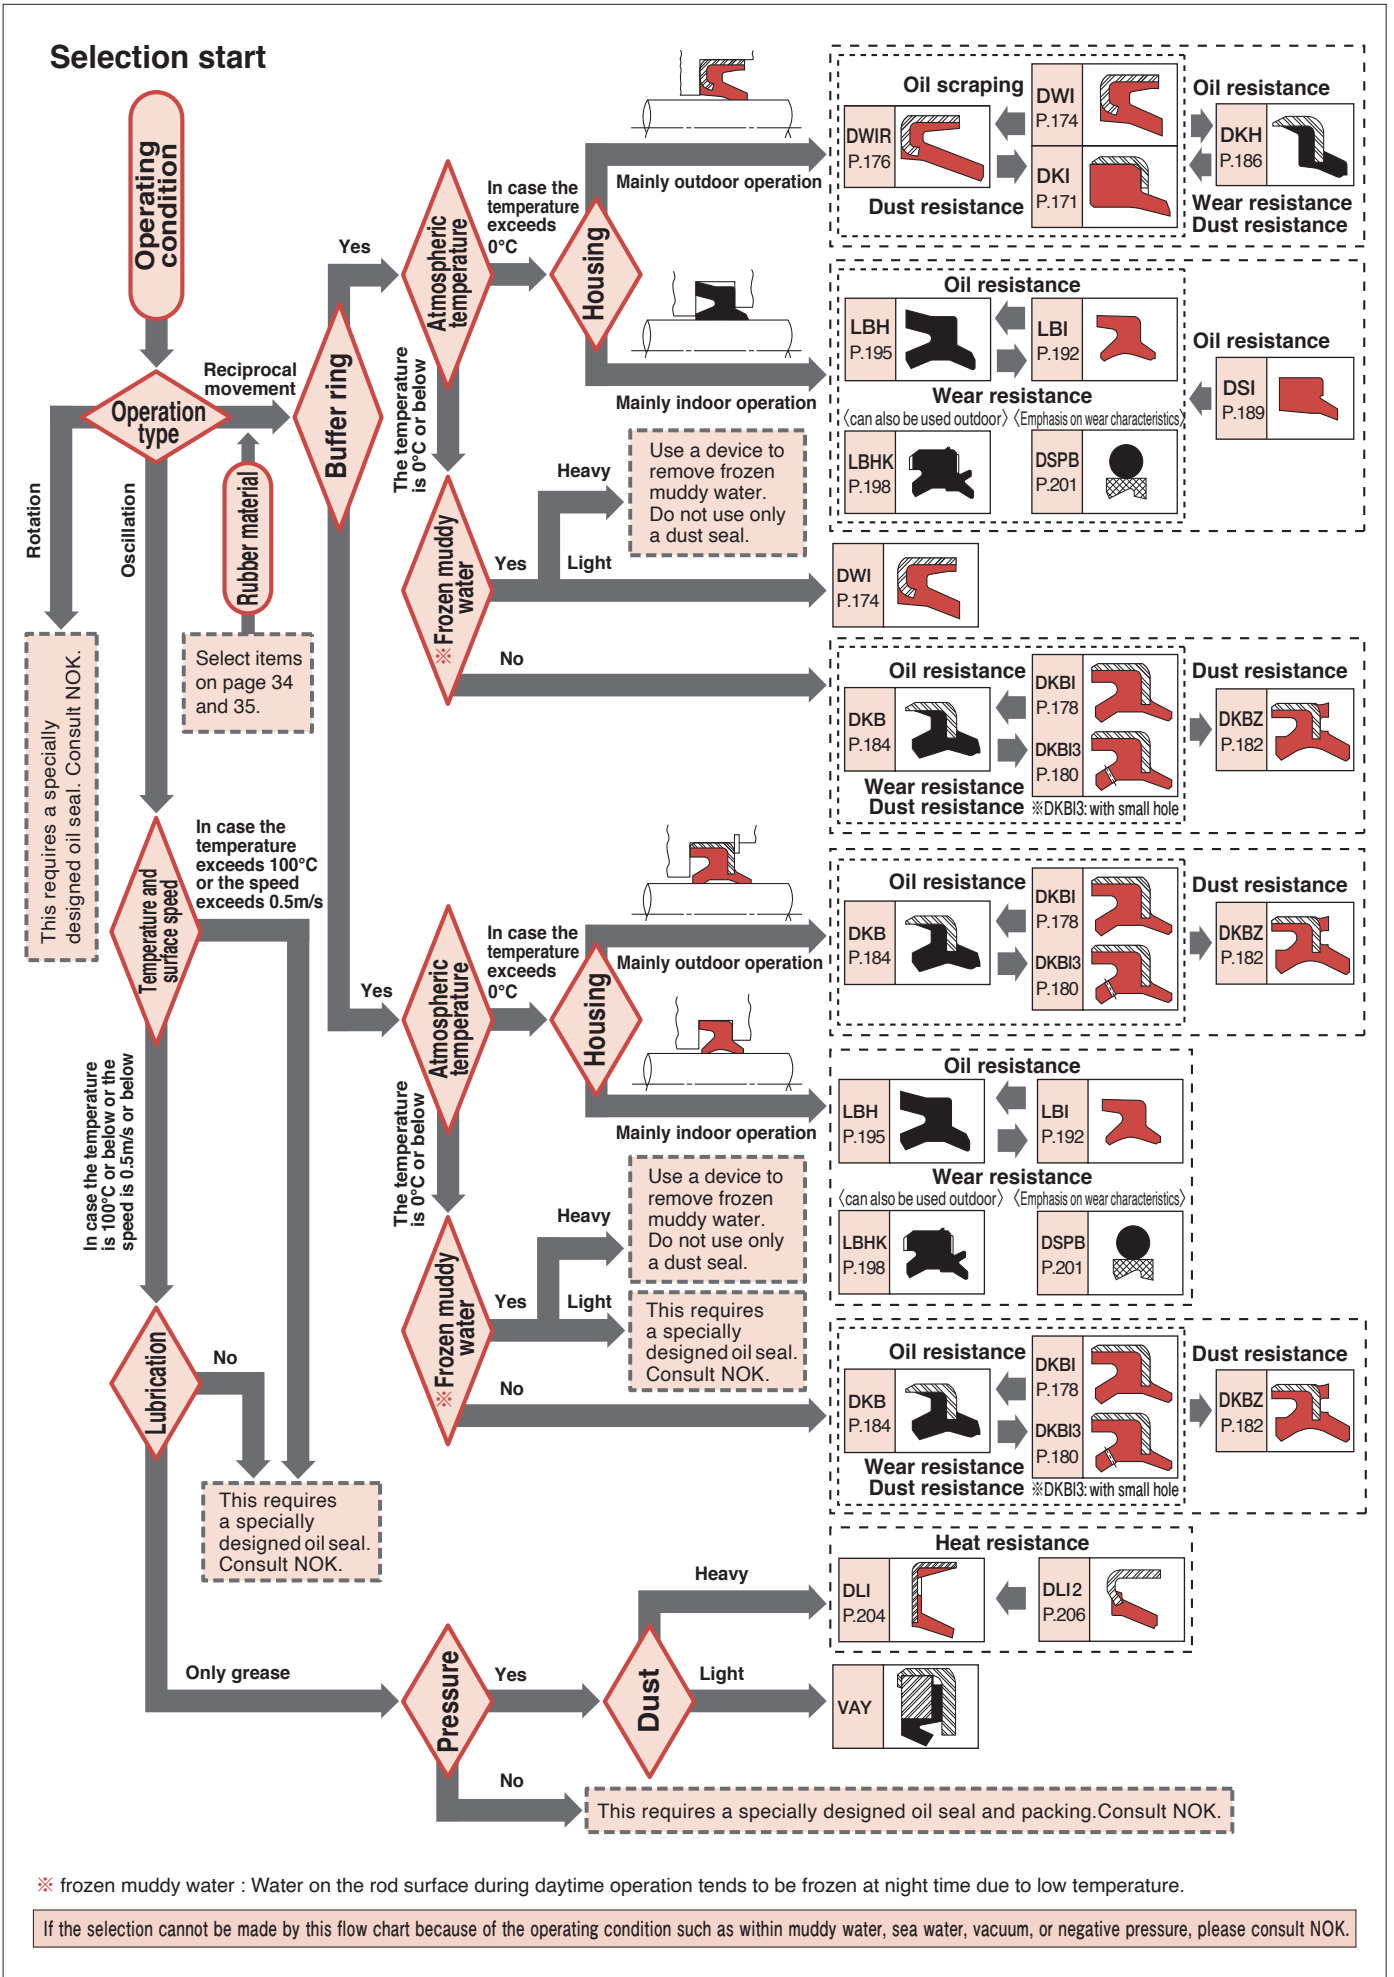 Selection start
Operating
condition
Operation
type
Reciprocal
movement
Rotation
Oscillation
Rubber material
Select items
on page 34
and 35.
This requires a specially
designed oil seal. Consult NOK.
Buffer ring
Yes
Atmospheric
temperature
In case the
temperature
exceeds
0°C
Housing
Mainly outdoor operation
Mainly indoor operation
The temperature
is 0°C or below
※ Frozen muddy
water
Yes
Heavy
Light
Use a device to
remove frozen
muddy water.
Do not use only
a dust seal.
No
Oil scraping
DWIR
P.176
DWI
P.174
DKI
P.171
Dust resistance
Oil resistance
DKH
P.186
Wear resistance
Dust resistance
Oil resistance
LBH
P.195
LBI
P.192
Wear resistance
〈can also be used outdoor〉
〈Emphasis on wear characteristics〉
LBHK
P.198
DSPB
P.201
Oil resistance
DSI
P.189
DWI
P.174
Oil resistance
DKB
P.184
DKBI
P.178
DKBI3
P.180
Wear resistance
Dust resistance
※DKBI3: with small hole
Dust resistance
DKBZ
P.182
Temperature and
surface speed
In case the
temperature
exceeds 100°C
or the speed
exceeds 0.5m/s
In case the temperature
is 100°C or below or the
speed is 0.5m/s or below
Yes
Atmospheric
temperature
In case the
temperature
exceeds
0°C
Housing
Mainly outdoor operation
Mainly indoor operation
The temperature
is 0°C or below
※ Frozen muddy
water
Yes
Heavy
Light
Use a device to
remove frozen
muddy water.
Do not use only
a dust seal.
This requires
a specially
designed oil seal.
Consult NOK.
No
Oil resistance
DKB
P.184
DKBI
P.178
DKBI3
P.180
Dust resistance
DKBZ
P.182
Oil resistance
LBH
P.195
LBI
P.192
Wear resistance
〈can also be used outdoor〉
〈Emphasis on wear characteristics〉
LBHK
P.198
DSPB
P.201
Oil resistance
DKB
P.184
DKBI
P.178
DKBI3
P.180
Wear resistance
Dust resistance
※DKBI3: with small hole
Dust resistance
DKBZ
P.182
Lubrication
No
This requires
a specially
designed oil seal.
Consult NOK.
Only grease
Pressure
Yes
Dust
Heavy
Light
Heat resistance
DLI
P.204
DLI2
P.206
VAY
No
This requires a specially designed oil seal and packing.Consult NOK.
※ frozen muddy water : Water on the rod surface during daytime operation tends to be frozen at night time due to low temperature.
If the selection cannot be made by this flow chart because of the operating condition such as within muddy water, sea water, vacuum, or negative pressure, please consult NOK.